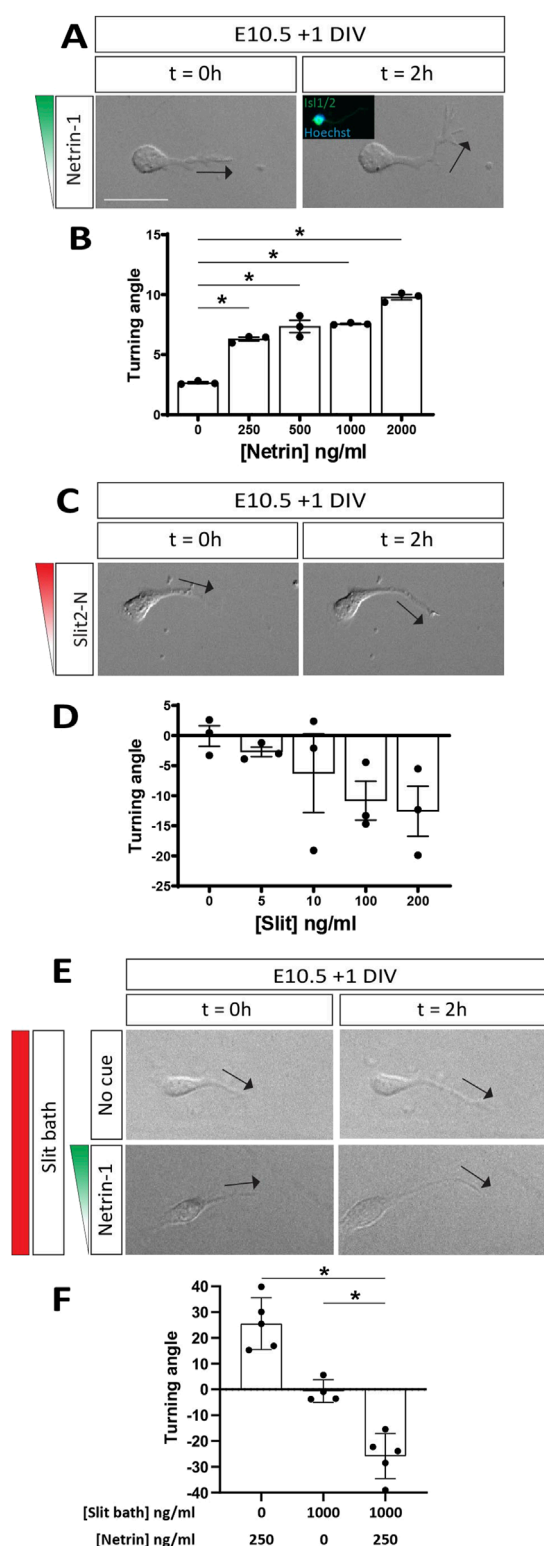 A
E10.5 +1 DIV
t = 0h
t = 2h
Netrin-1
Isl1/2
Hoechst
B
Turning angle
15
10
5
0
*
*
*
*
0 250 500 1000 2000
[Netrin] ng/ml
C
E10.5 +1 DIV
t = 0h
t = 2h
Slit2-N
D
Turning angle
5
0
-5
-10
-15
-20
-25
0 5 10 100 200
[Slit] ng/ml
E
E10.5 +1 DIV
t = 0h
t = 2h
Slit bath
No cue
Netrin-1
F
Turning angle
40
30
20
10
0
-10
-20
-30
-40
*
*
[Slit bath] ng/ml 0 1000 1000
[Netrin] ng/ml 250 0 250